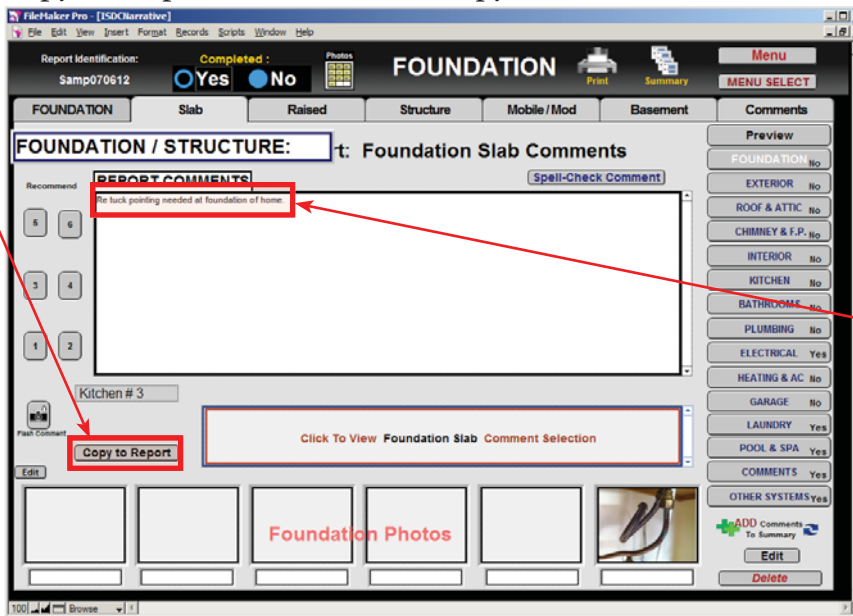 FileMaker Pro - [ISDCNarrative]
File Edit View Insert Format Records Scripts Window Help
Report Identification:
Samp070612
Completed :
Yes No
Photos
FOUNDATION
Print
Summary
Menu
MENU SELECT
FOUNDATION Slab Raised Structure Mobile / Mod Basement Comments
FOUNDATION / STRUCTURE:
rt: Foundation Slab Comments
Recommend
REPORT COMMENTS
Spell-Check Comment
Re tuck pointing needed at foundation of home.
5 6
3 4
1 2
Kitchen # 3
Flash Comment
Copy to Report
Edit
Click To View Foundation Slab Comment Selection
Foundation Photos
Preview
FOUNDATION No
EXTERIOR No
ROOF & ATTIC No
CHIMNEY & F.P. No
INTERIOR No
KITCHEN No
BATHROOMS No
PLUMBING No
ELECTRICAL Yes
HEATING & AC No
GARAGE No
LAUNDRY Yes
POOL & SPA Yes
COMMENTS Yes
OTHER SYSTEMS Yes
ADD Comments
To Summary
Edit
Delete
100 Browse